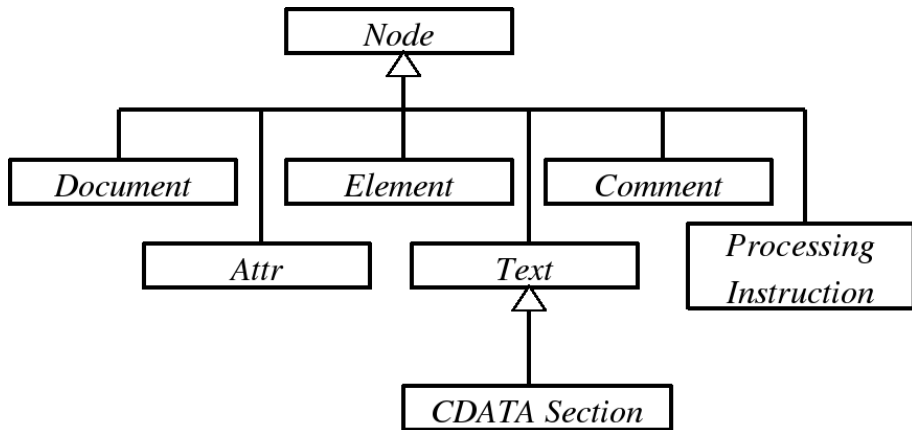 Node
Document
Element
Comment
Attr
Text
Processing
Instruction
CDATA Section